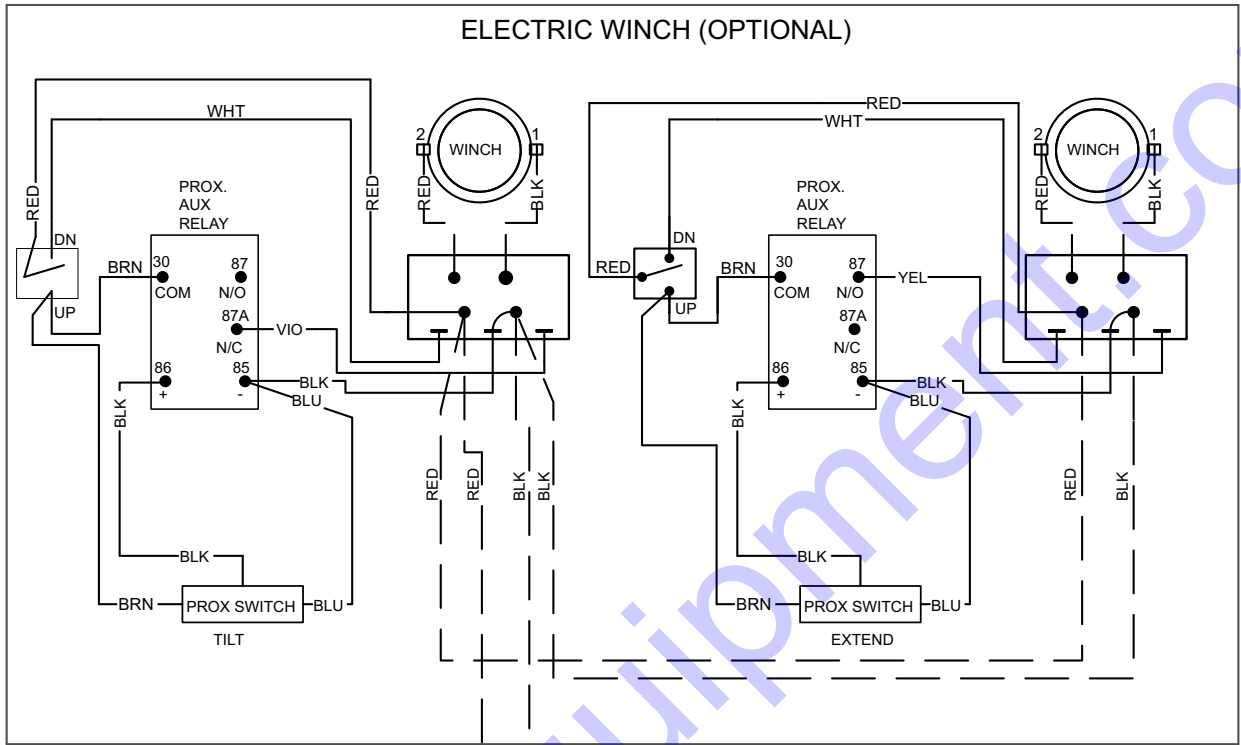 ELECTRIC WINCH (OPTIONAL)
WHT
RED
RED
2
WINCH
1
RED
BLK
PROX.
AUX
RELAY
DN
UP
BRN
30
COM
87
N/O
87A
N/C
VIO
86
+
85
-
BLK
BLU
BLK
BLK
BRN
PROX SWITCH
BLU
TILT
RED
RED
BLK
BLK
RED
WHT
2
WINCH
1
RED
BLK
PROX.
AUX
RELAY
DN
RED
UP
BRN
30
COM
87
N/O
YEL
87A
N/C
86
+
85
-
BLK
BLU
BLK
BLK
BRN
PROX SWITCH
BLU
EXTEND
RED
BLK